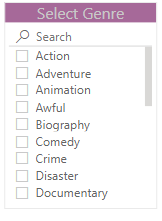 Select Genre
Search
Action
Adventure
Animation
Awful
Biography
Comedy
Crime
Disaster
Documentary